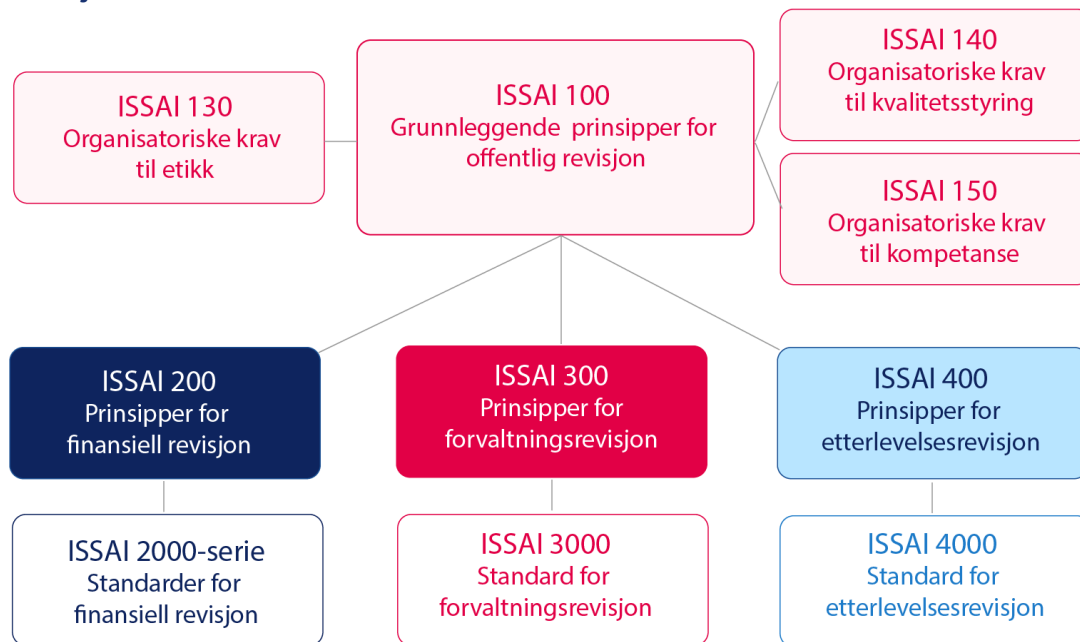 ISSAI 130
Organisatoriske krav
til etikk
ISSAI 100
Grunnleggende prinsipper for
offentlig revisjon
ISSAI 140
Organisatoriske krav
til kvalitetsstyring
ISSAI 150
Organisatoriske krav
til kompetanse
ISSAI 200
Prinsipper for
finansiell revisjon
ISSAI 300
Prinsipper for
forvaltningsrevisjon
ISSAI 400
Prinsipper for
etterlevelsesrevisjon
ISSAI 2000-serie
Standarder for
finansiell revisjon
ISSAI 3000
Standard for
forvaltningsrevisjon
ISSAI 4000
Standard for
etterlevelsesrevisjon